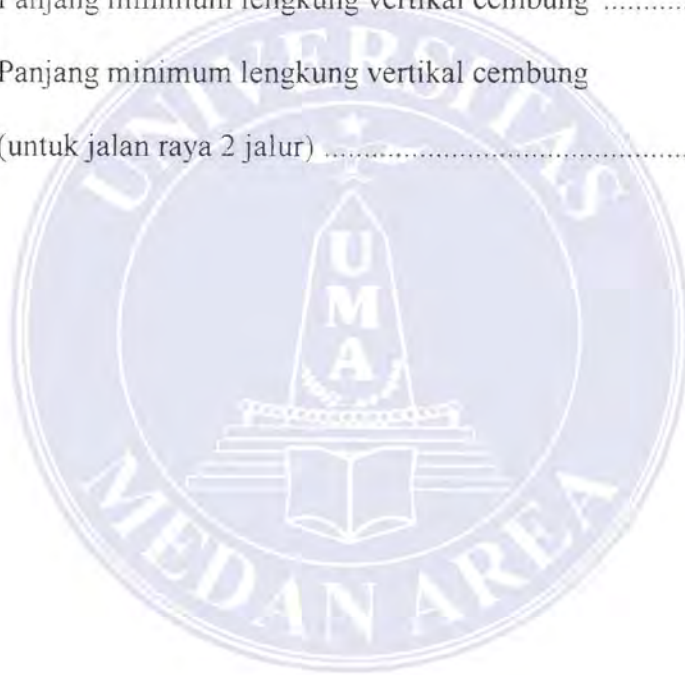 Panjang minimum lengkung vertikal cembung ............
Panjang minimum lengkung vertikal cembung
(untuk jalan raya 2 jalur) ..............................................
UNIVERSITAS
U
M
A
MEDAN AREA